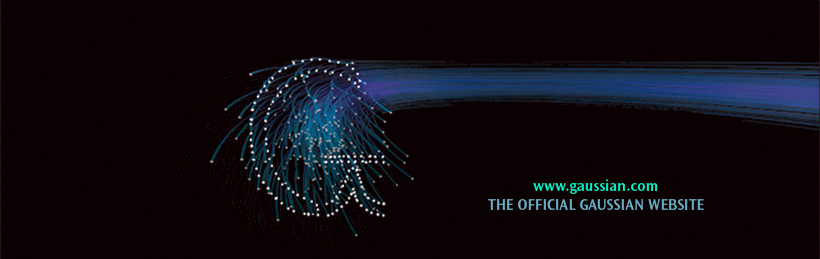 www.gaussian.com
THE OFFICIAL GAUSSIAN WEBSITE